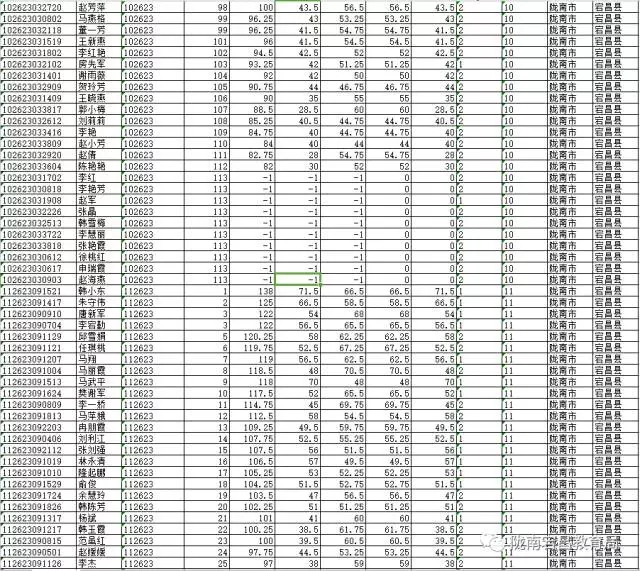 102623032720 赵芳萍 102623 98 100 43.5 56.5 56.5 43.5 2 10 陇南市 宕昌县
102623030802 马燕格 102623 99 96.25 43 53.25 53.25 43 2 10 陇南市 宕昌县
102623032118 董一芳 102623 99 96.25 41.5 54.75 54.75 41.5 2 10 陇南市 宕昌县
102623031519 王新燕 102623 101 96 41.5 54.5 54.5 41.5 2 10 陇南市 宕昌县
102623031802 李红艳 102623 102 94.5 42.5 52 52 42.5 2 10 陇南市 宕昌县
102623032102 房先军 102623 103 93.25 42 51.25 51.25 42 1 10 陇南市 宕昌县
102623031401 谢雨薇 102623 104 92 42 50 50 42 2 10 陇南市 宕昌县
102623032909 贺玲芳 102623 105 90.75 44 46.75 46.75 44 2 10 陇南市 宕昌县
102623031409 王晓燕 102623 106 90 35 55 55 35 2 10 陇南市 宕昌县
102623033817 郭小梅 102623 107 88.5 28.5 60 60 28.5 2 10 陇南市 宕昌县
102623032612 刘莉莉 102623 108 85.25 40.5 44.75 44.75 40.5 2 10 陇南市 宕昌县
102623033416 李艳 102623 109 84.75 40 44.75 44.75 40 2 10 陇南市 宕昌县
102623033809 赵小芳 102623 110 84 40 44 44 40 2 10 陇南市 宕昌县
102623032920 赵倩 102623 111 82.75 28 54.75 54.75 28 2 10 陇南市 宕昌县
102623033604 陈艳艳 102623 112 82 30 52 52 30 2 10 陇南市 宕昌县
102623031702 李红 102623 113 -1 -1 -1 0 0 2 10 陇南市 宕昌县
102623030818 李艳芳 102623 113 -1 -1 -1 0 0 2 10 陇南市 宕昌县
102623031908 赵军 102623 113 -1 -1 -1 0 0 1 10 陇南市 宕昌县
102623032226 张晶 102623 113 -1 -1 -1 0 0 2 10 陇南市 宕昌县
102623032513 韩雪梅 102623 113 -1 -1 -1 0 0 2 10 陇南市 宕昌县
102623033722 李慧丽 102623 113 -1 -1 -1 0 0 2 10 陇南市 宕昌县
102623033818 张艳霞 102623 113 -1 -1 -1 0 0 2 10 陇南市 宕昌县
102623030612 徐桃红 102623 113 -1 -1 -1 0 0 2 10 陇南市 宕昌县
102623030617 申瑞霞 102623 113 -1 -1 -1 0 0 2 10 陇南市 宕昌县
102623030903 赵海燕 102623 113 -1 -1 -1 0 0 2 10 陇南市 宕昌县
112623091521 韩小东 112623 1 138 71.5 66.5 66.5 71.5 1 11 陇南市 宕昌县
112623091417 朱守伟 112623 2 125 66.5 58.5 58.5 66.5 1 11 陇南市 宕昌县
112623090910 唐新军 112623 3 122 54 68 68 54 1 11 陇南市 宕昌县
112623090704 李宕勤 112623 3 122 56.5 65.5 65.5 56.5 1 11 陇南市 宕昌县
112623091129 邱雪娟 112623 5 120.25 58 62.25 62.25 58 2 11 陇南市 宕昌县
112623091121 任琪桃 112623 6 119.75 52.5 67.25 67.25 52.5 2 11 陇南市 宕昌县
112623091207 马翔 112623 7 119 56.5 62.5 62.5 56.5 1 11 陇南市 宕昌县
112623091004 马丽霞 112623 8 118.5 48 70.5 70.5 48 2 11 陇南市 宕昌县
112623091513 马武平 112623 9 118 70 48 48 70 1 11 陇南市 宕昌县
112623091624 樊谢军 112623 10 117.5 52 65.5 65.5 52 1 11 陇南市 宕昌县
112623090809 李一娇 112623 11 114.75 45 69.75 69.75 45 2 11 陇南市 宕昌县
112623091813 马萍娥 112623 12 112.5 58 54.5 54.5 58 2 11 陇南市 宕昌县
112623092203 冉朋霞 112623 13 109.25 49.5 59.75 59.75 49.5 2 11 陇南市 宕昌县
112623090406 刘利江 112623 14 107.75 52.5 55.25 55.25 52.5 1 11 陇南市 宕昌县
112623092112 张刘强 112623 15 107.5 56 51.5 51.5 56 1 11 陇南市 宕昌县
112623091019 林永清 112623 16 106.5 57 49.5 49.5 57 1 11 陇南市 宕昌县
112623091010 隆起鹏 112623 17 105.25 53 52.25 52.25 53 1 11 陇南市 宕昌县
112623091529 俞俊 112623 18 104.25 51.5 52.75 52.75 51.5 1 11 陇南市 宕昌县
112623091724 余慧玲 112623 19 103.5 47 56.5 56.5 47 2 11 陇南市 宕昌县
112623091826 韩陈芳 112623 20 102.25 51 51.25 51.25 51 2 11 陇南市 宕昌县
112623091317 杨斌 112623 21 101 41 60 60 41 1 11 陇南市 宕昌县
112623091217 韩玉霞 112623 22 100.25 38.5 61.75 61.75 38.5 2 11 陇南市 宕昌县
112623090815 范虽红 112623 23 100 39.5 60.5 60.5 39.5 2 11
112623090501 赵媛媛 112623 24 97.75 44.5 53.25 53.25 44.5 2 11
112623091126 李杰 112623 25 97 38 59 59 38 2 11 陇南市 宕昌县